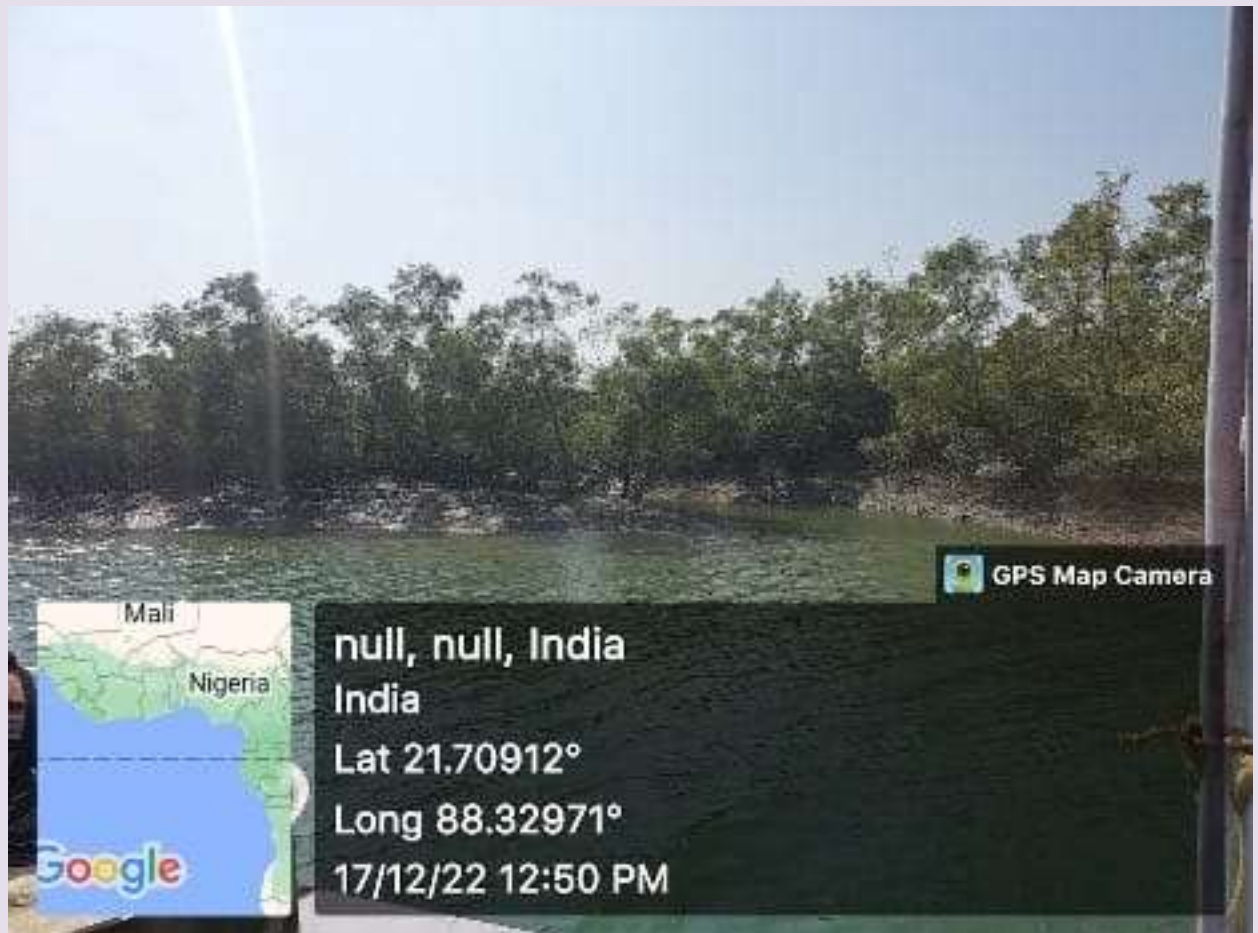 GPS Map Camera
Mali
Nigeria
Google
null, null, India
India
Lat 21.70912°
Long 88.32971°
17/12/22 12:50 PM